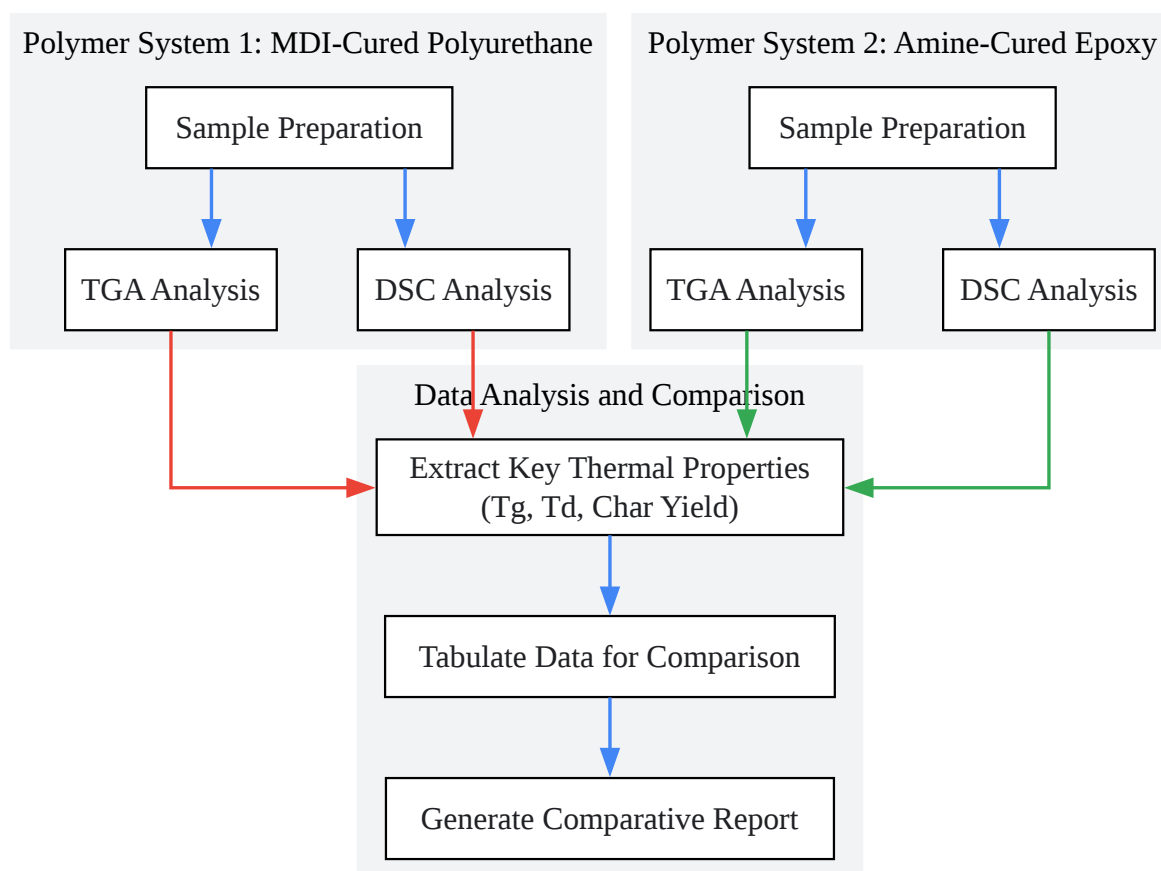 Polymer System 1: MDI-Cured Polyurethane
Sample Preparation
TGA Analysis
DSC Analysis
Polymer System 2: Amine-Cured Epoxy
Sample Preparation
TGA Analysis
DSC Analysis
Data Analysis and Comparison
Extract Key Thermal Properties
(Tg, Td, Char Yield)
Tabulate Data for Comparison
Generate Comparative Report